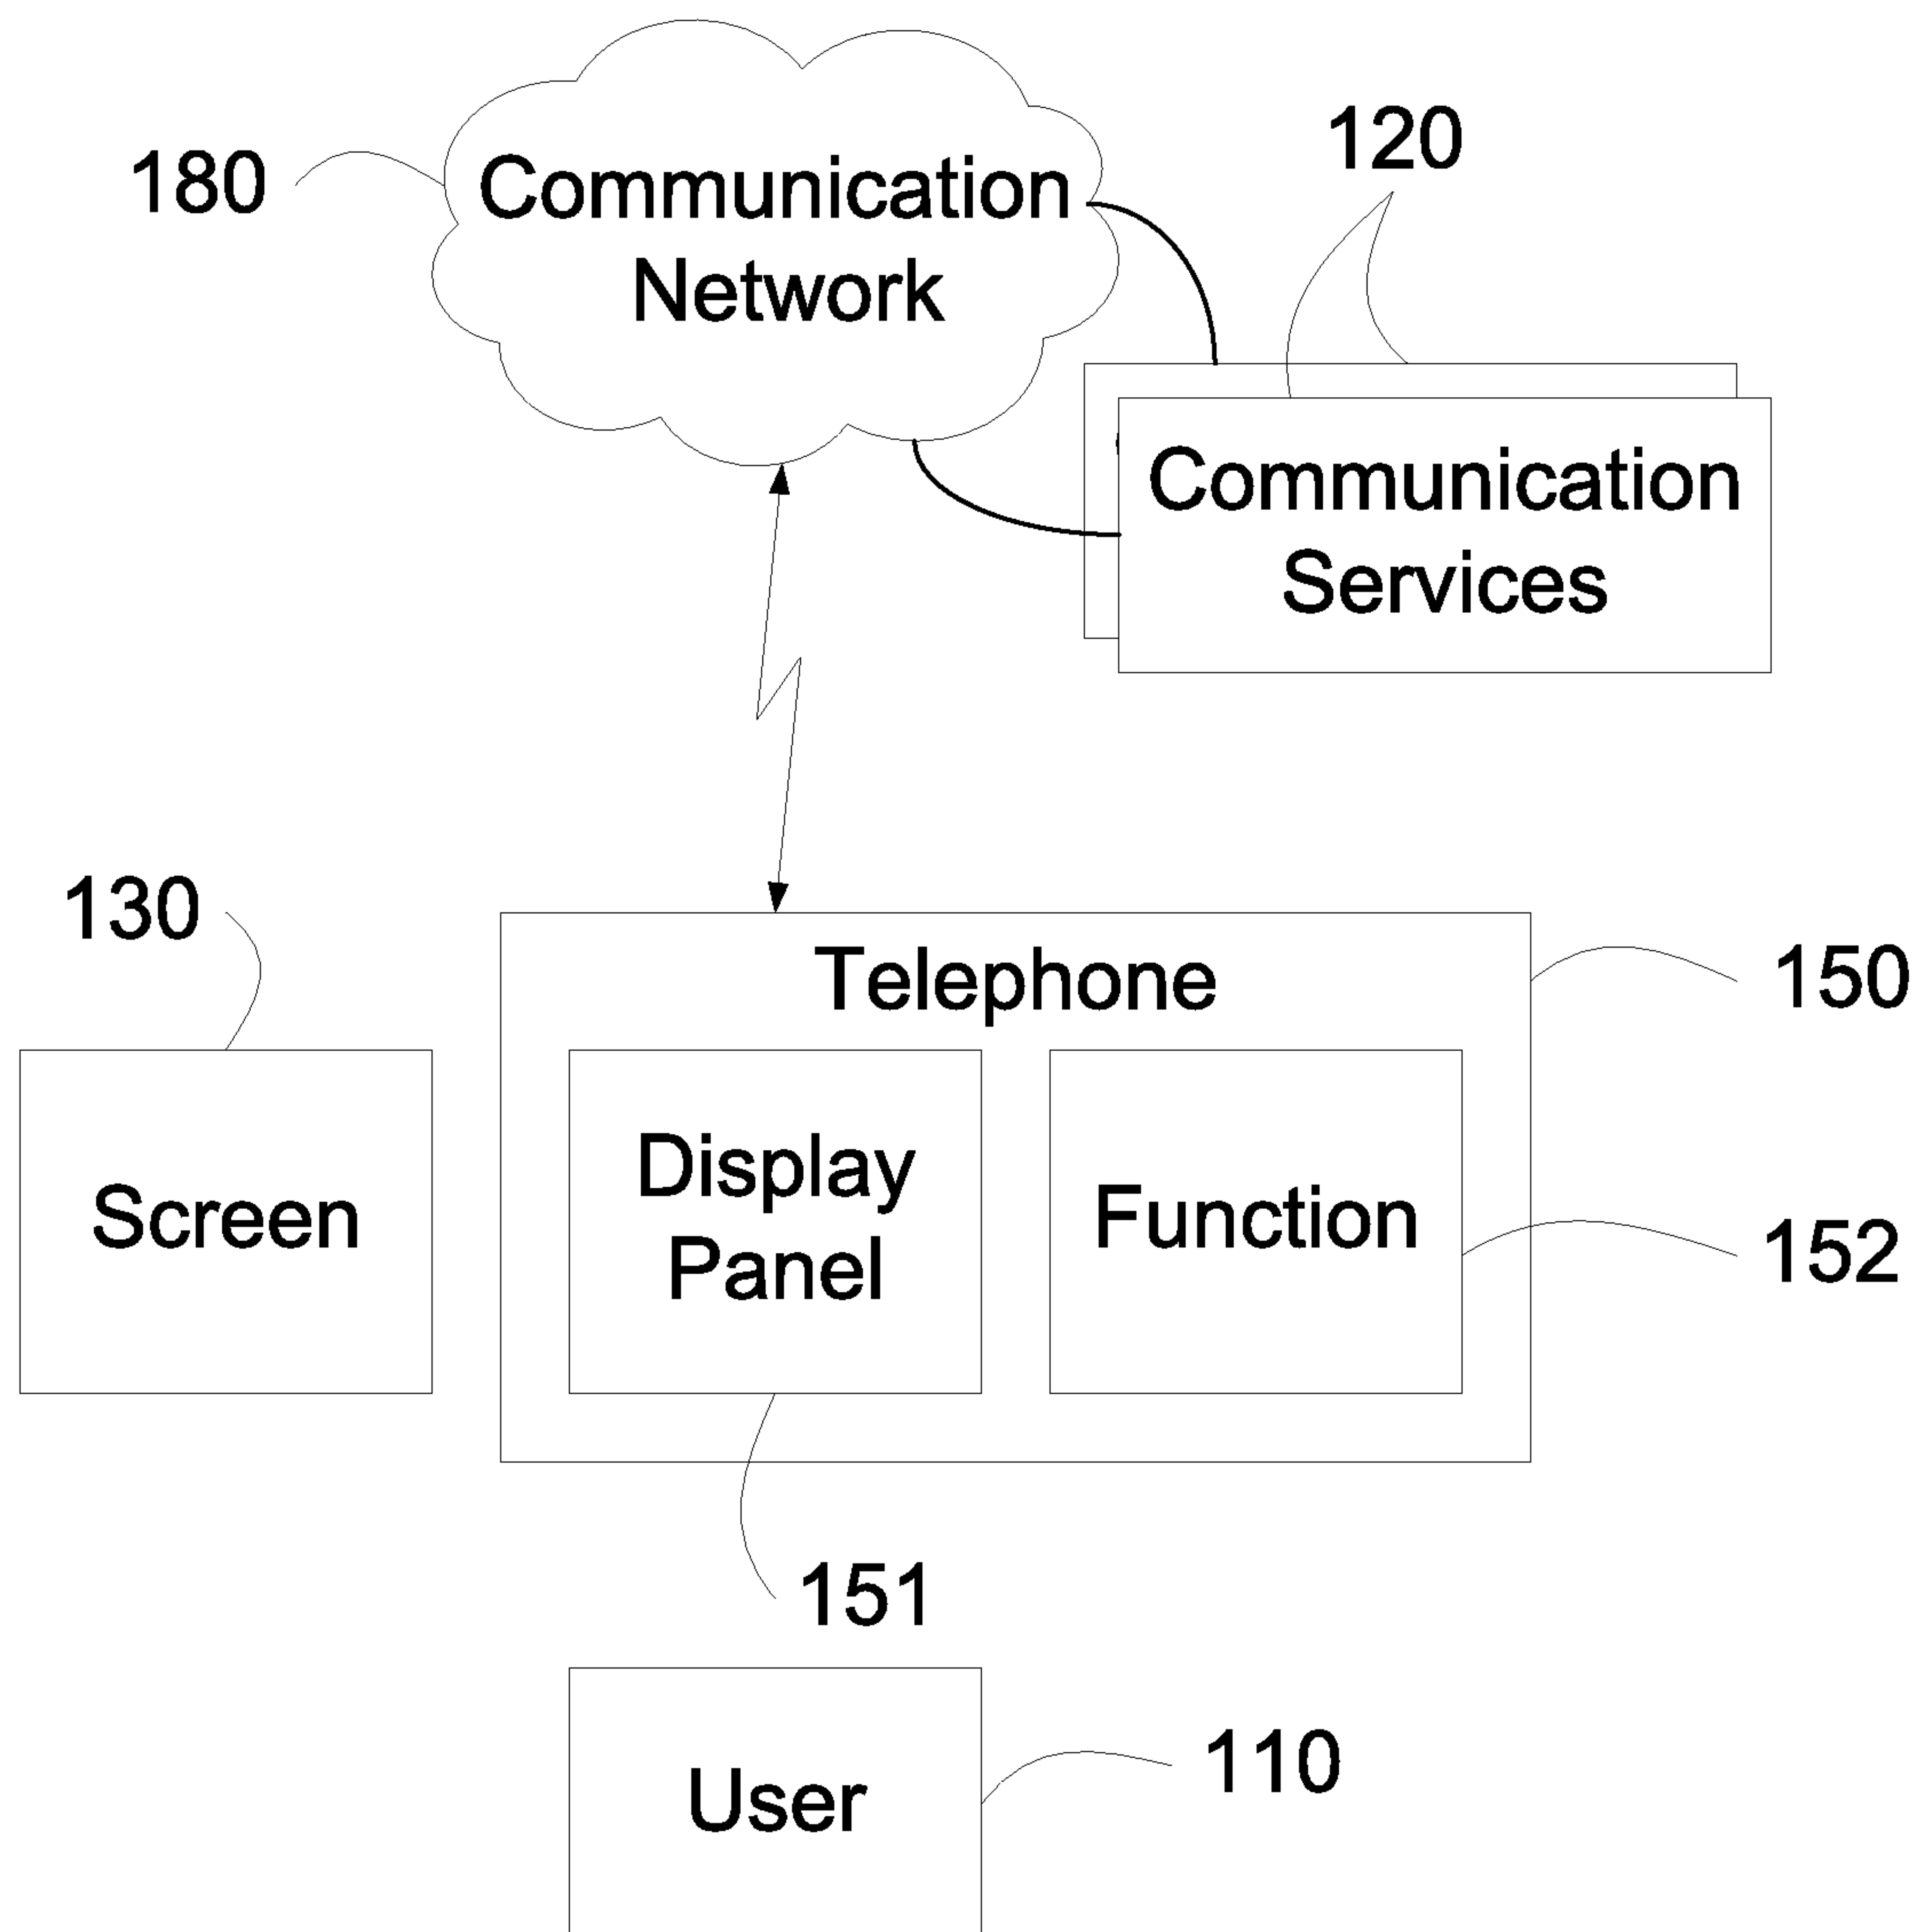 180
Communication
Network
120
Communication
Services
130
Telephone
150
Screen
Display
Panel
Function
152
151
User
110